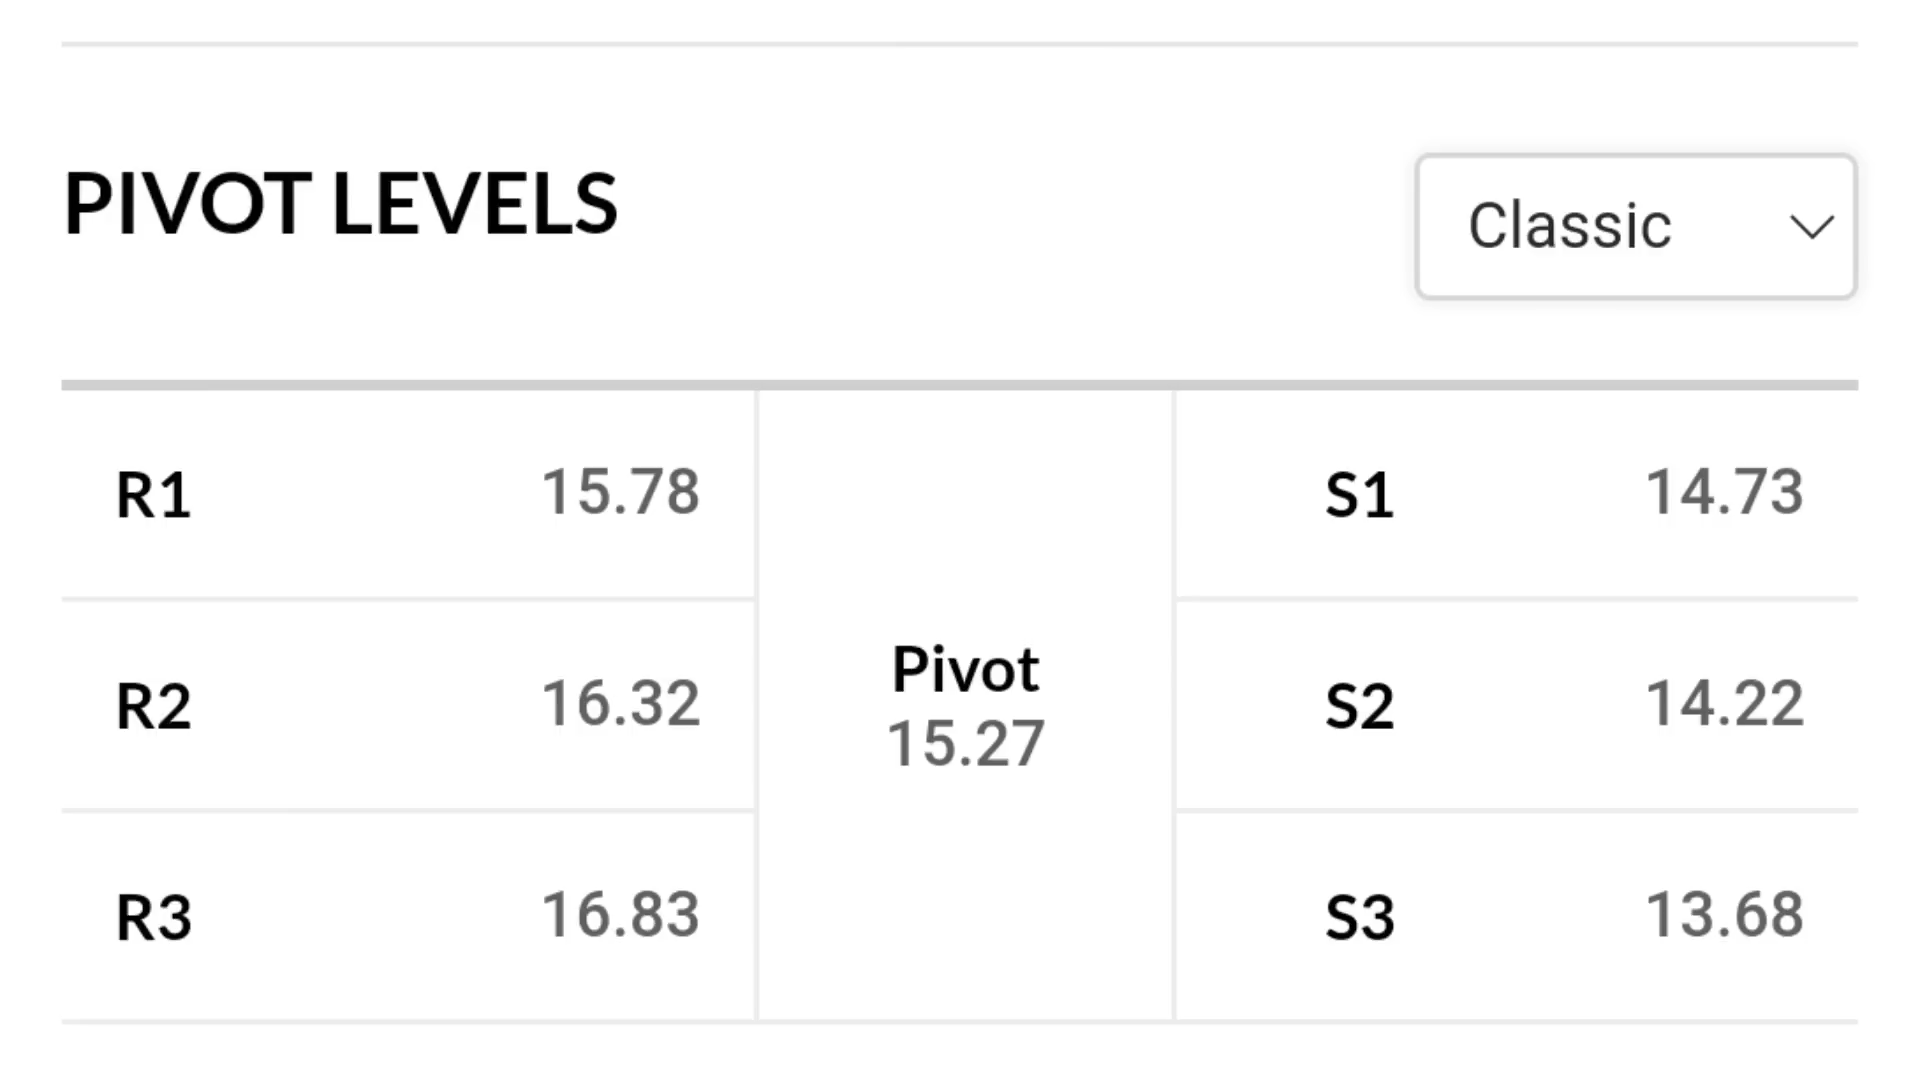 PIVOT LEVELS
Classic
R1 15.78
R2 16.32
R3 16.83
Pivot
15.27
S1 14.73
S2 14.22
S3 13.68